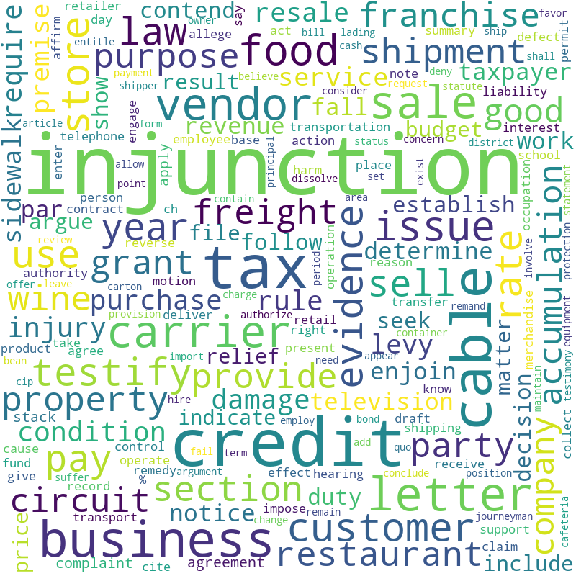 retailer owner allege say
day law contend resale franchise
act bill lading favor permit
affirm entitle cash summary ship defect
sidewalk require premise store
purpose food shipment
payment shipper believe request deny statute shall
note consider liability taxpayer
show result service
vendor fall sale good
article form engage
telephone employee base action transportation status concern interest
revenue budget work
enter apply harm dissolve place set exist district school
allow point principal
injunction
person contain area
par contract ch freight issue establish occupation statement
argue year file follow determine
reverse authority review
use grant tax evidence
motion period operation reason involve protection
offer leave carton authorize transfer remand
wine purchase rule sell rate accumulation
provision deliver charge retail right container
injury carrier relief seek cable matter
product take agree import present merchandise equipment
bean cip need appear know
testify provide levy enjoin
property damage television decision
stack hire employ bond draft testimony collect maintain
condition indicate credit party company
cause control quo shipping
fund operate fail add receive
pay give suffer remedy argument term conclude position
section letter
record % effect hearing
circuit notice duty customer
price transport impose remain change journeyman support
business restaurant include
complaint cite agreement claim cafeteria